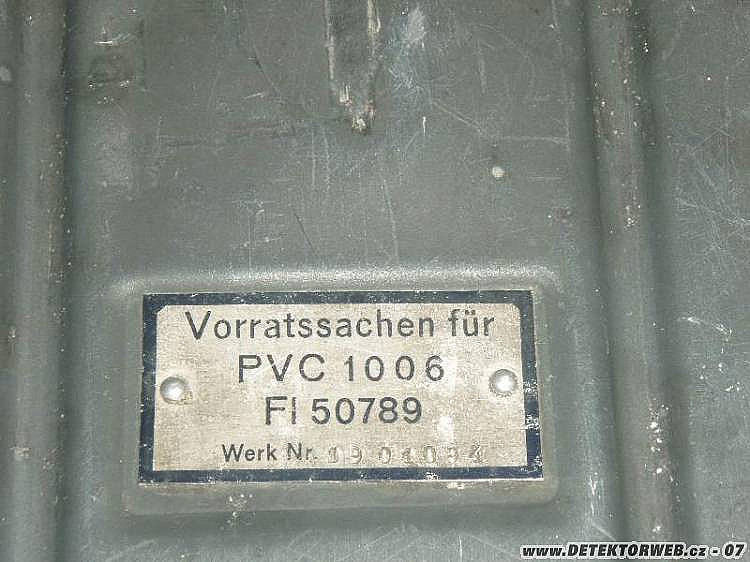 Vorratssachen für
PVC 1006
Fl 50789
Werk Nr.
www.DETEKTORWEB.cz - 07